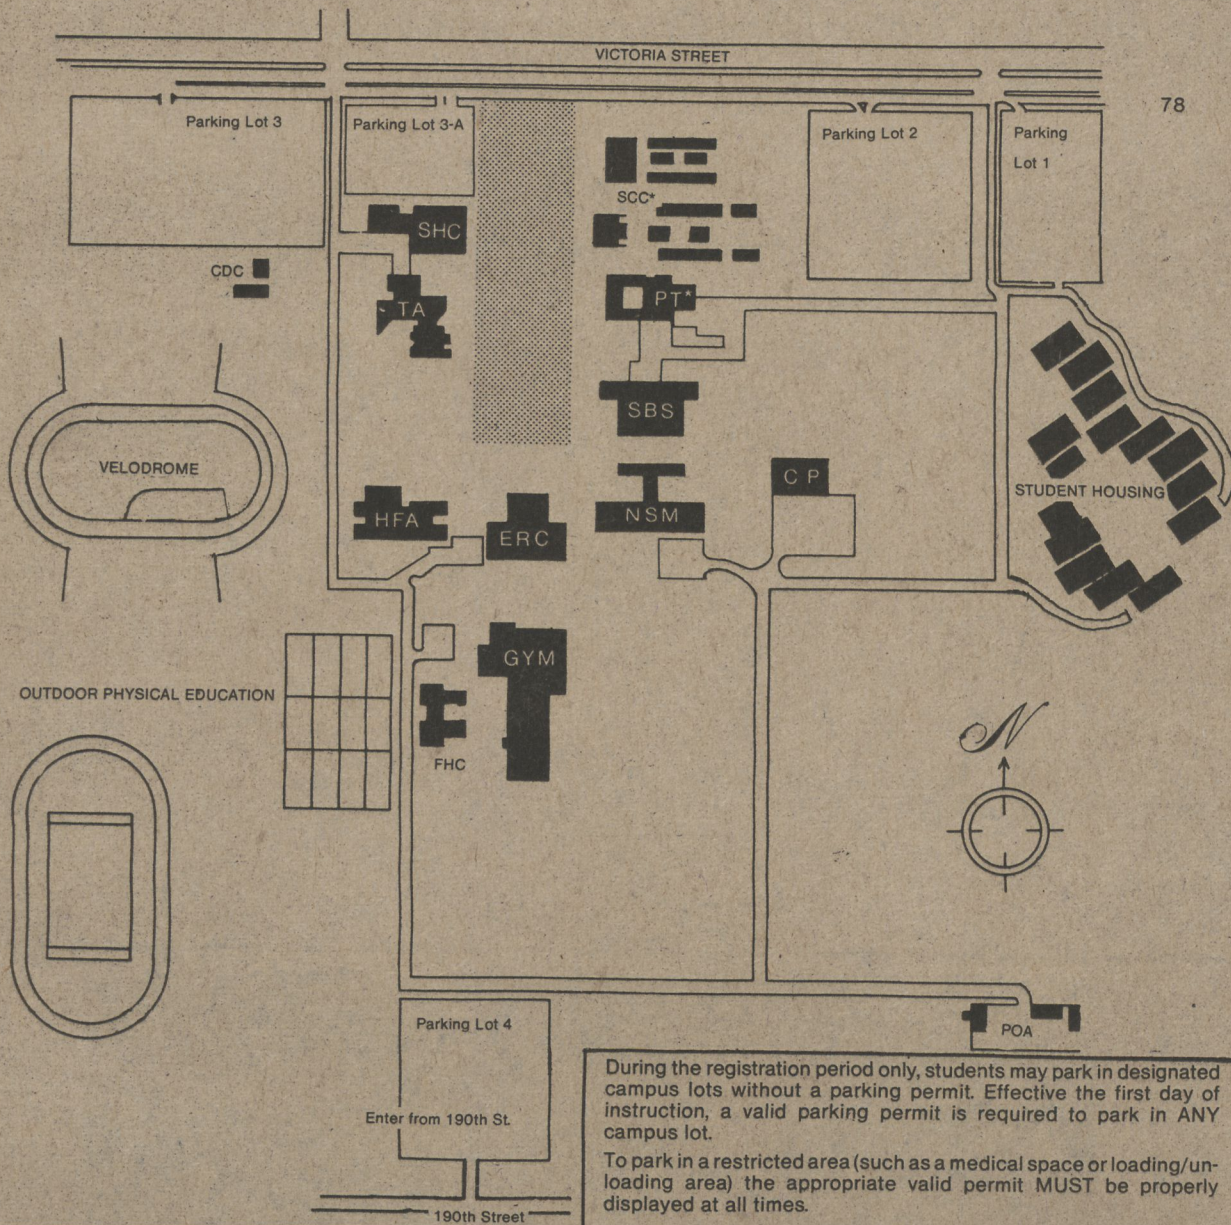 VICTORIA STREET
78
Parking Lot 3
Parking Lot 3-A
Parking Lot 2
Parking
Lot 1
SCC*
SHC
CDC
TA
PT*
SBS
VELODROME
C P
STUDENT HOUSING
HFA
ERC
NSM
GYM
OUTDOOR PHYSICAL EDUCATION
FHC
N
Parking Lot 4
POA
Enter from 190th St.
190th Street
During the registration period only, students may park in designated
campus lots without a parking permit. Effective the first day of
instruction, a valid parking permit is required to park in ANY
campus lot.
To park in a restricted area (such as a medical space or loading/un-
loading area) the appropriate valid permit MUST be properly
displayed at all times.